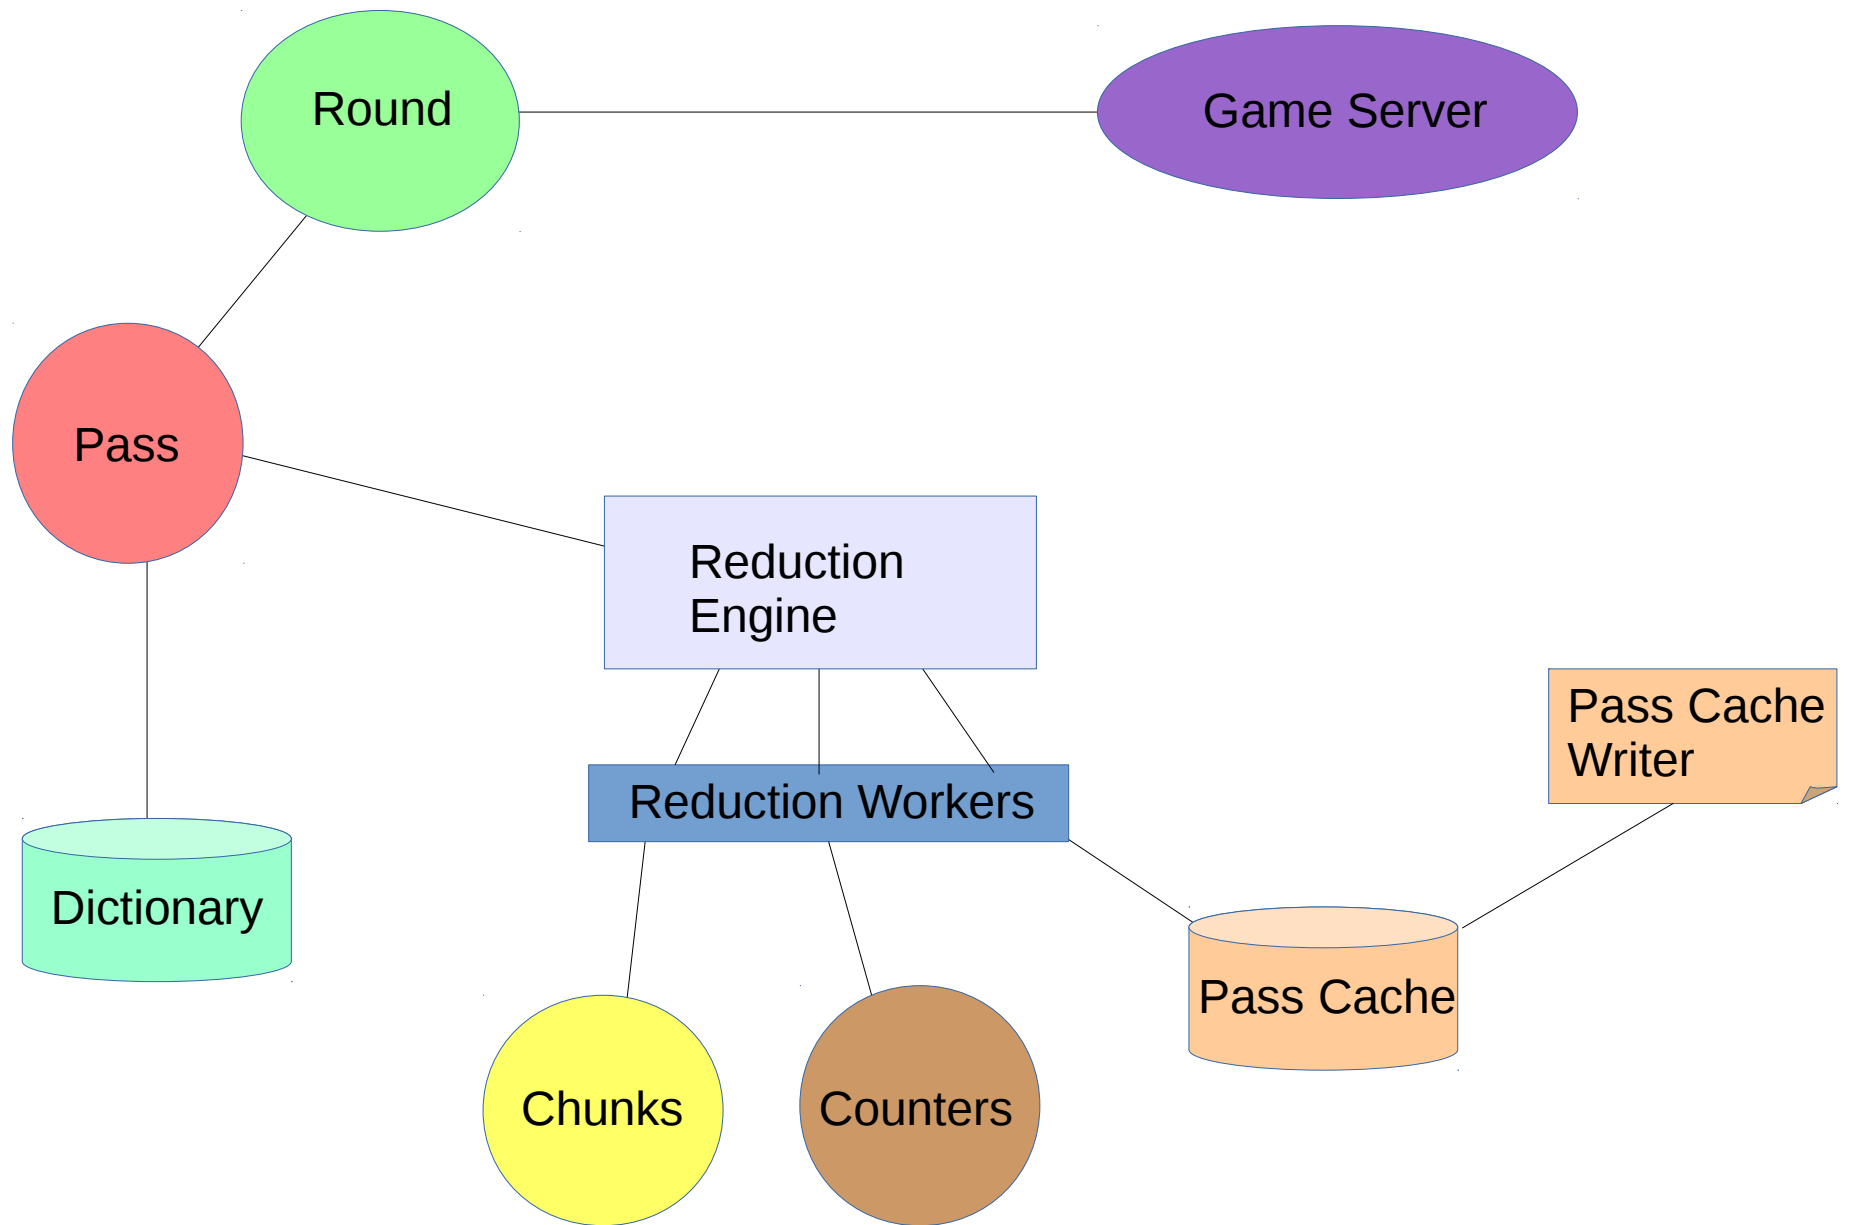 Round
Game Server
Pass
Reduction
Engine
Pass Cache
Writer
Reduction Workers
Dictionary
Pass Cache
Chunks
Counters